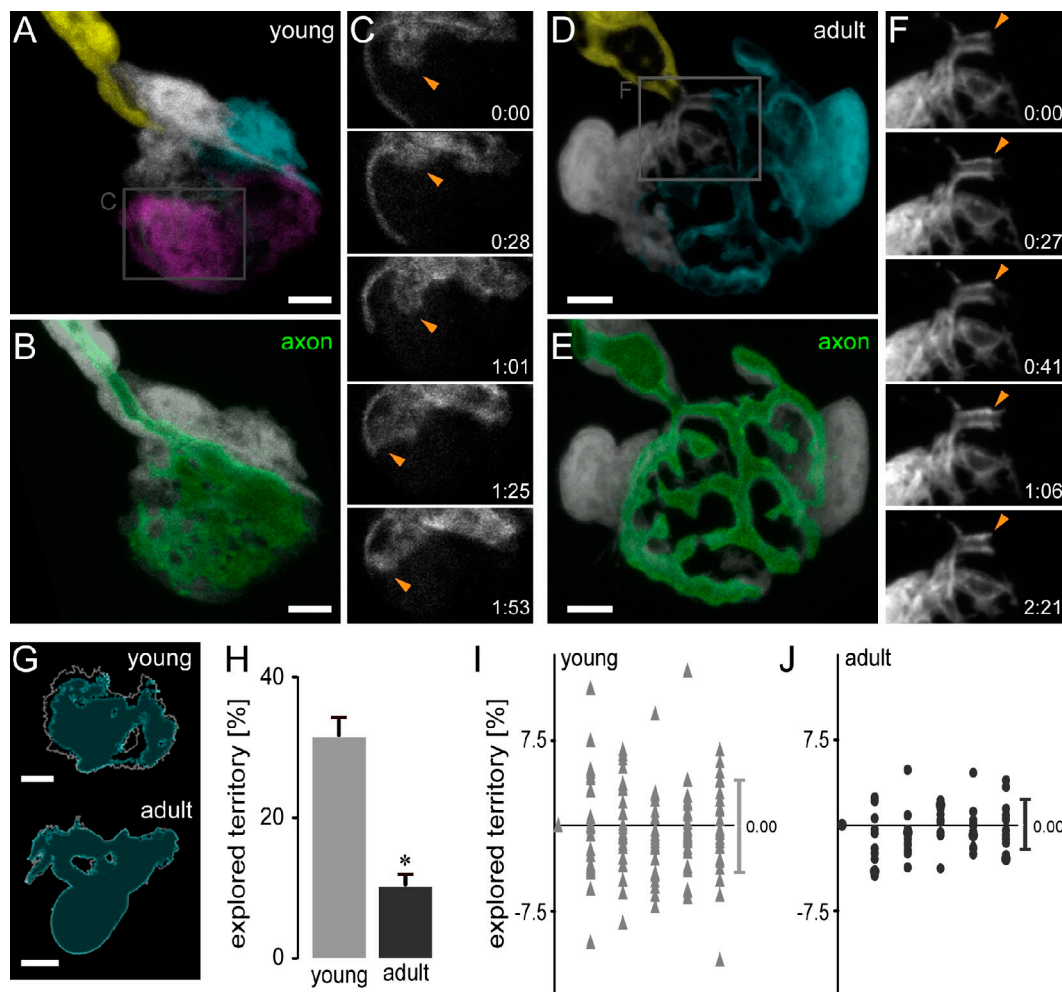 A
young
C
B
axon
C
0:00
0:28
1:01
1:25
1:53
D
adult
F
E
axon
F
0:00
0:27
0:41
1:06
2:21
G
young
adult
H
explored territory [%]
40
20
0
*
young
adult
I
young
explored territory [%]
7.5
-7.5
0.00
J
adult
7.5
-7.5
0.00